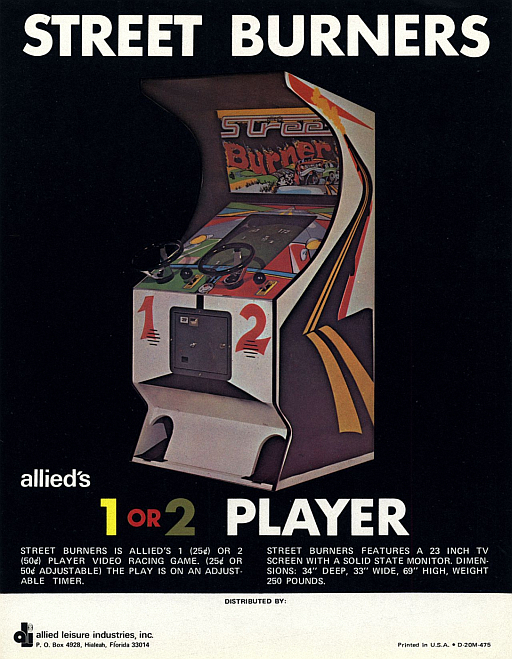 STREET BURNERS
Street
Burners
1 2
allied's
1 OR 2 PLAYER
STREET BURNERS IS ALLIED'S 1 (25¢) OR 2
(50¢) PLAYER VIDEO RACING GAME. (25¢ OR
50¢ ADJUSTABLE) THE PLAY IS ON AN ADJUST-
ABLE TIMER.
STREET BURNERS FEATURES A 23 INCH TV
SCREEN WITH A SOLID STATE MONITOR. DIMEN-
SIONS: 34" DEEP, 33" WIDE, 69" HIGH, WEIGHT
250 POUNDS.
DISTRIBUTED BY:
allied leisure industries, inc.
P. O. Box 4928, Hialeah, Florida 33014
Printed in U.S.A. • D-20M-475